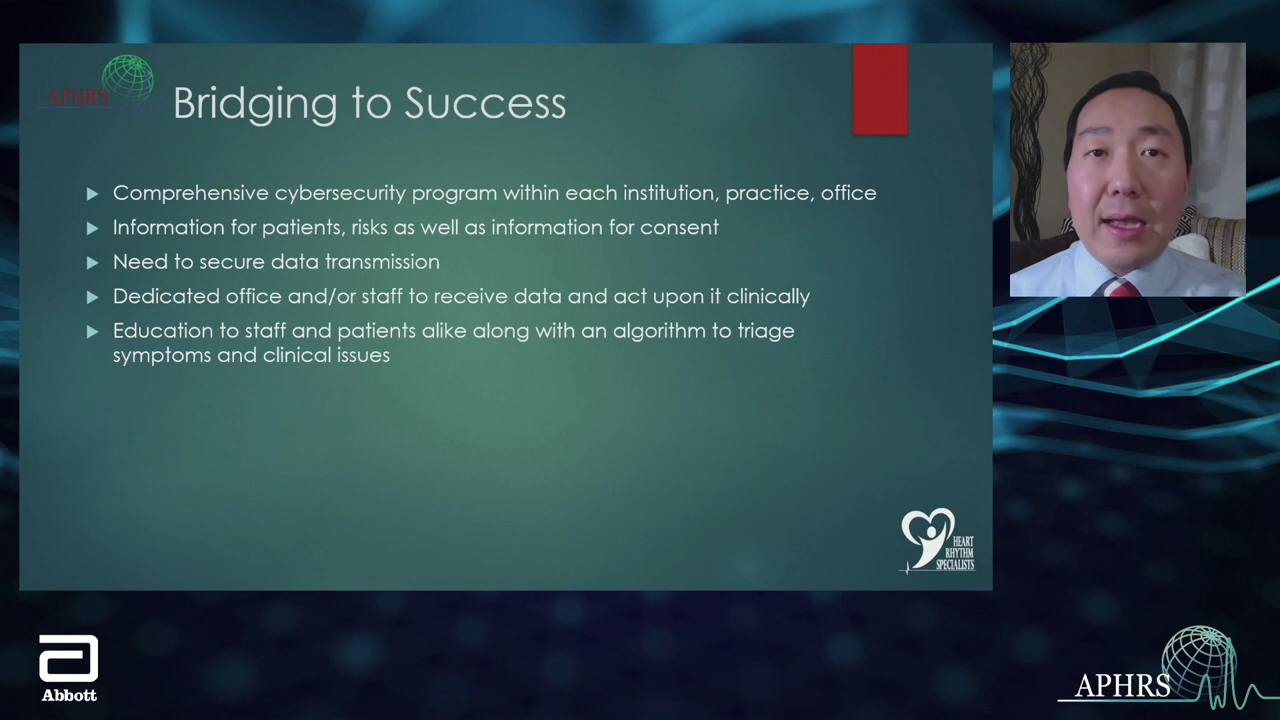 APHRS
Bridging to Success
Comprehensive cybersecurity program within each institution, practice, office
Information for patients, risks as well as information for consent
Need to secure data transmission
Dedicated office and/or staff to receive data and act upon it clinically
Education to staff and patients alike along with an algorithm to triage
symptoms and clinical issues
HEART
RHYTHM
SPECIALISTS
Abbott
APHRS